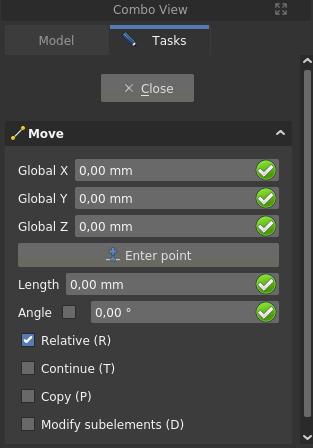 Combo View
Model
Tasks
Close
Move
Global X 0,00 mm
Global Y 0,00 mm
Global Z 0,00 mm
Enter point
Length 0,00 mm
Angle 0,00 °
Relative (R)
Continue (T)
Copy (P)
Modify subelements (D)